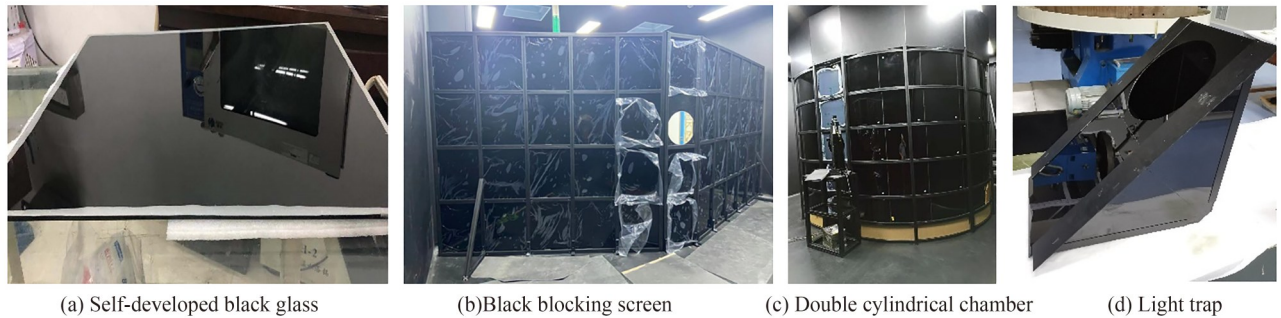 (a) Self-developed black glass
(b)Black blocking screen
(c) Double cylindrical chamber
(d) Light trap